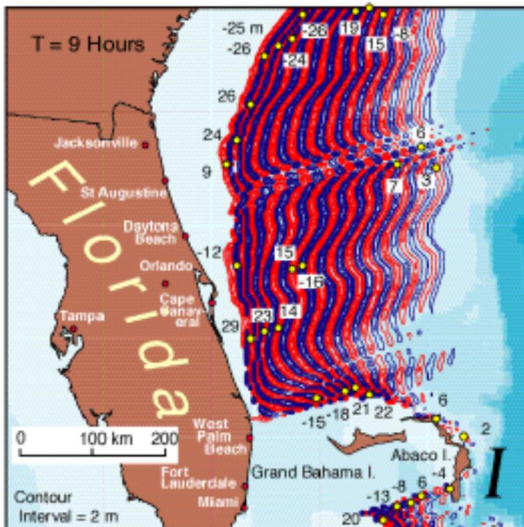 T = 9 Hours
-25 m
-26
-26
-24
19
15
-8
26
24
9
6
7
3
Jacksonville
St Augustine
Florida
Daytona
Beach
Orlando
Cape
Canav-
eral
Tampa
-12
15
-16
29
23
14
-15
-18
21
22
6
2
0 100 km 200
West
Palm
Beach
Fort
Lauderdale
Miami
Grand Bahama I.
Abaco I.
-4
6
-8
-13
20
I
Contour
Interval = 2 m